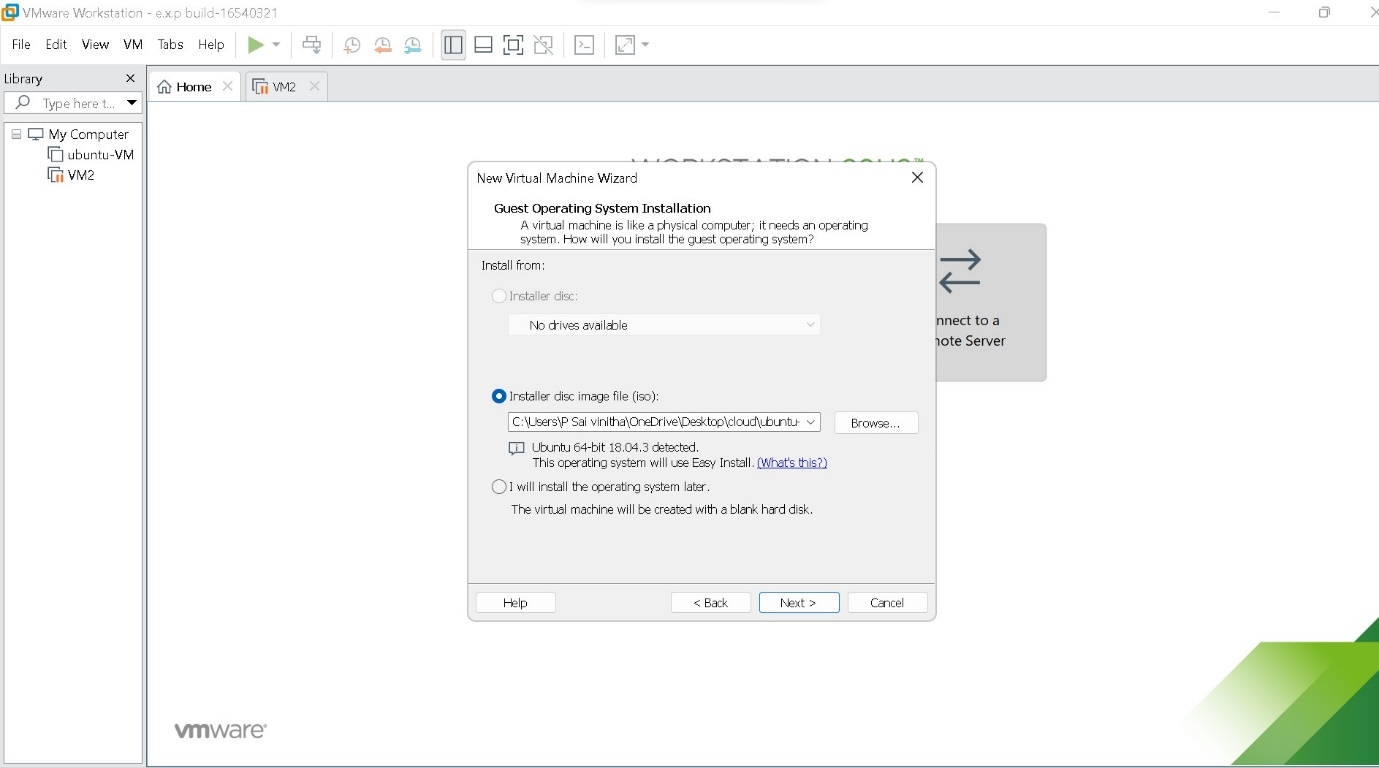 VMware Workstation - e.x.p build-16540321
File Edit View VM Tabs Help
Library
Type here t...
My Computer
ubuntu-VM
VM2
Home
VM2
New Virtual Machine Wizard
Guest Operating System Installation
A virtual machine is like a physical computer; it needs an operating
system. How will you install the guest operating system?
Install from:
Installer disc:
No drives available
Installer disc image file (iso):
C:\Users\P Sai vinitha\OneDrive\Desktop\cloud\ubuntu-
Browse...
Ubuntu 64-bit 18.04.3 detected.
This operating system will use Easy Install. (What's this?)
I will install the operating system later.
The virtual machine will be created with a blank hard disk.
Help
< Back
Next >
Cancel
nnect to a
note Server
vmware®